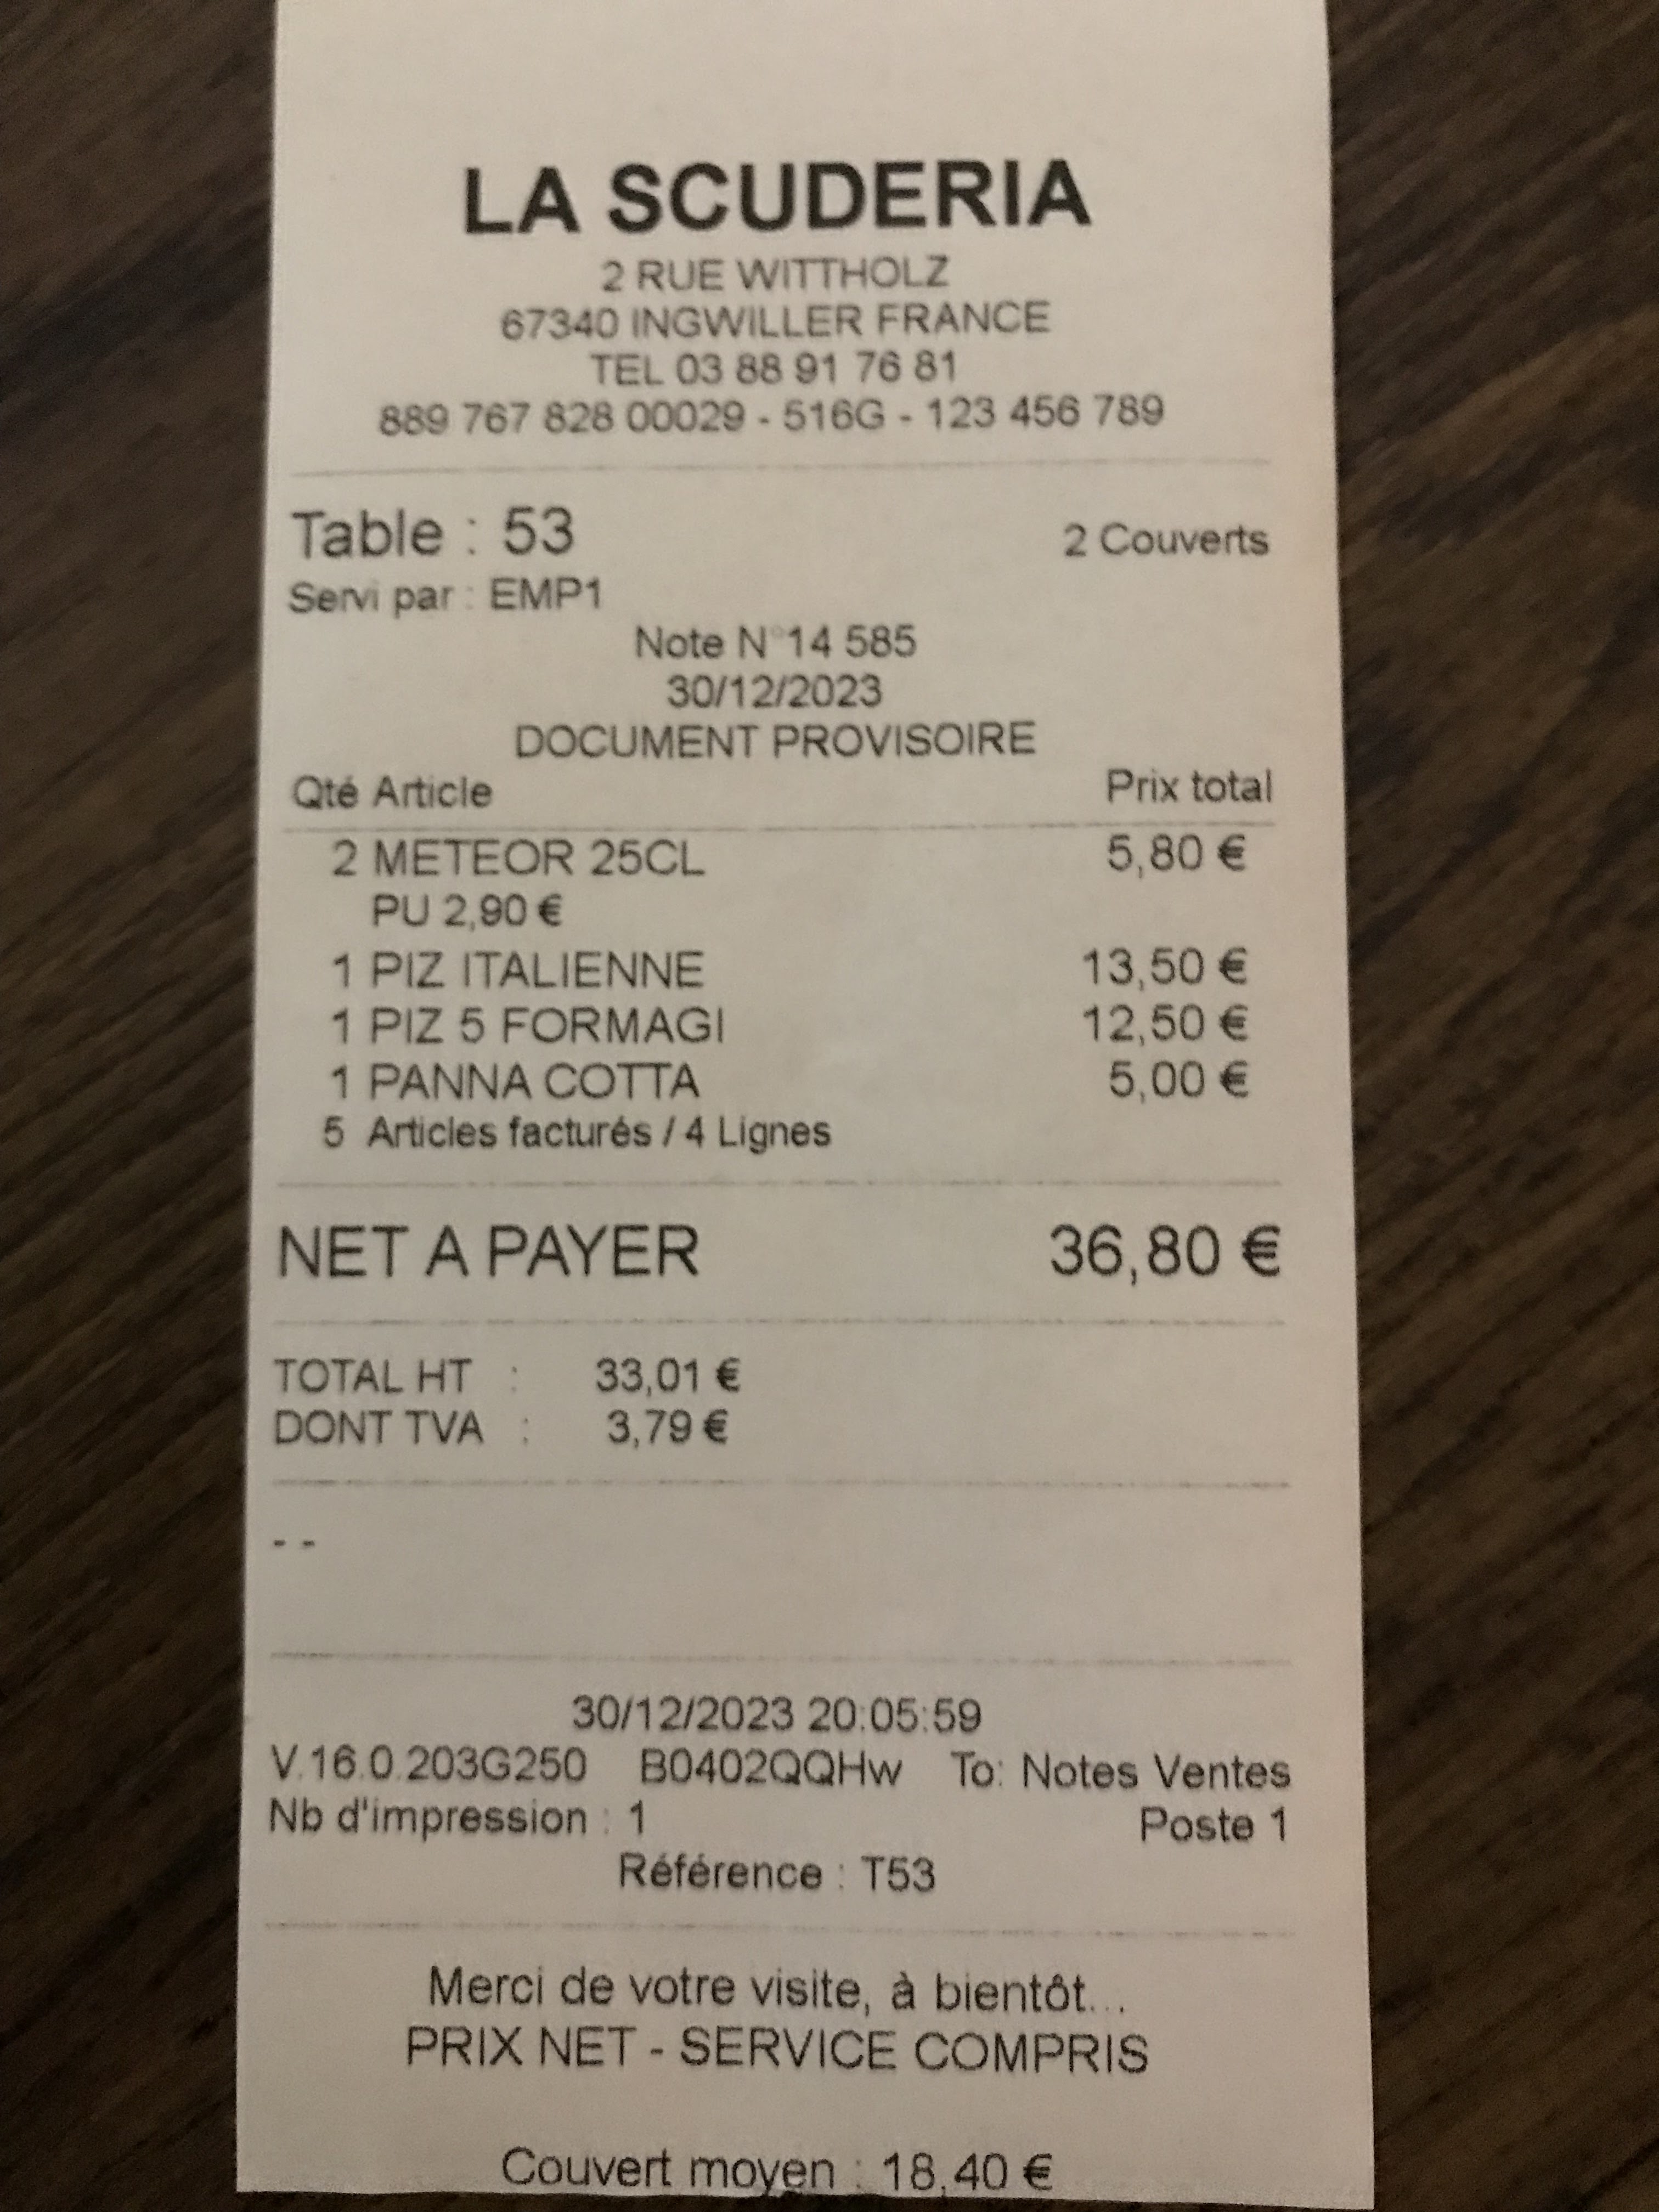 LA SCUDERIA
2 RUE WITTHOLZ
67340 INGWILLER FRANCE
TEL 03 88 91 76 81
889 767 828 00029 - 516G - 123 456 789
Table : 53 2 Couverts
Servi par : EMP1
Note N°14 585
30/12/2023
DOCUMENT PROVISOIRE
Qté Article Prix total
2 METEOR 25CL 5,80 €
PU 2,90 €
1 PIZ ITALIENNE 13,50 €
1 PIZ 5 FORMAGI 12,50 €
1 PANNA COTTA 5,00 €
5 Articles facturés / 4 Lignes
NET A PAYER 36,80 €
TOTAL HT : 33,01 €
DONT TVA : 3,79 €
- -
30/12/2023 20:05:59
V.16.0.203G250 B0402QQHw To: Notes Ventes
Nb d'impression : 1 Poste 1
Référence : T53
Merci de votre visite, à bientôt...
PRIX NET - SERVICE COMPRIS
Couvert moyen : 18,40 €